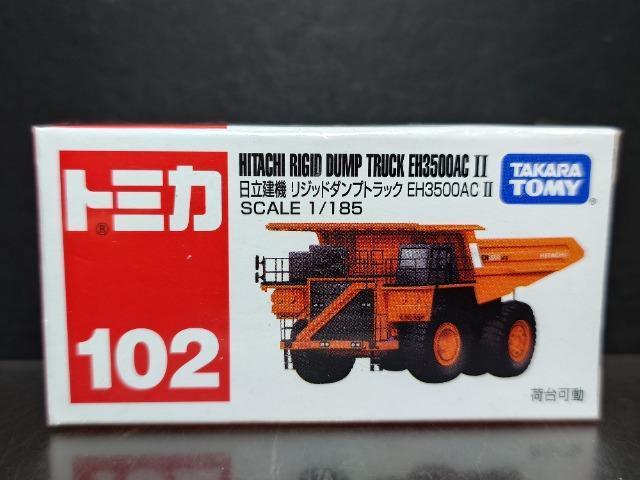 トミカ
®
102
HITACHI RIGID DUMP TRUCK EH3500AC II
日立建機 リジッドダンプトラック EH3500AC II
SCALE 1/185
TAKARA
TOMY
®
HITACHI
荷台可動